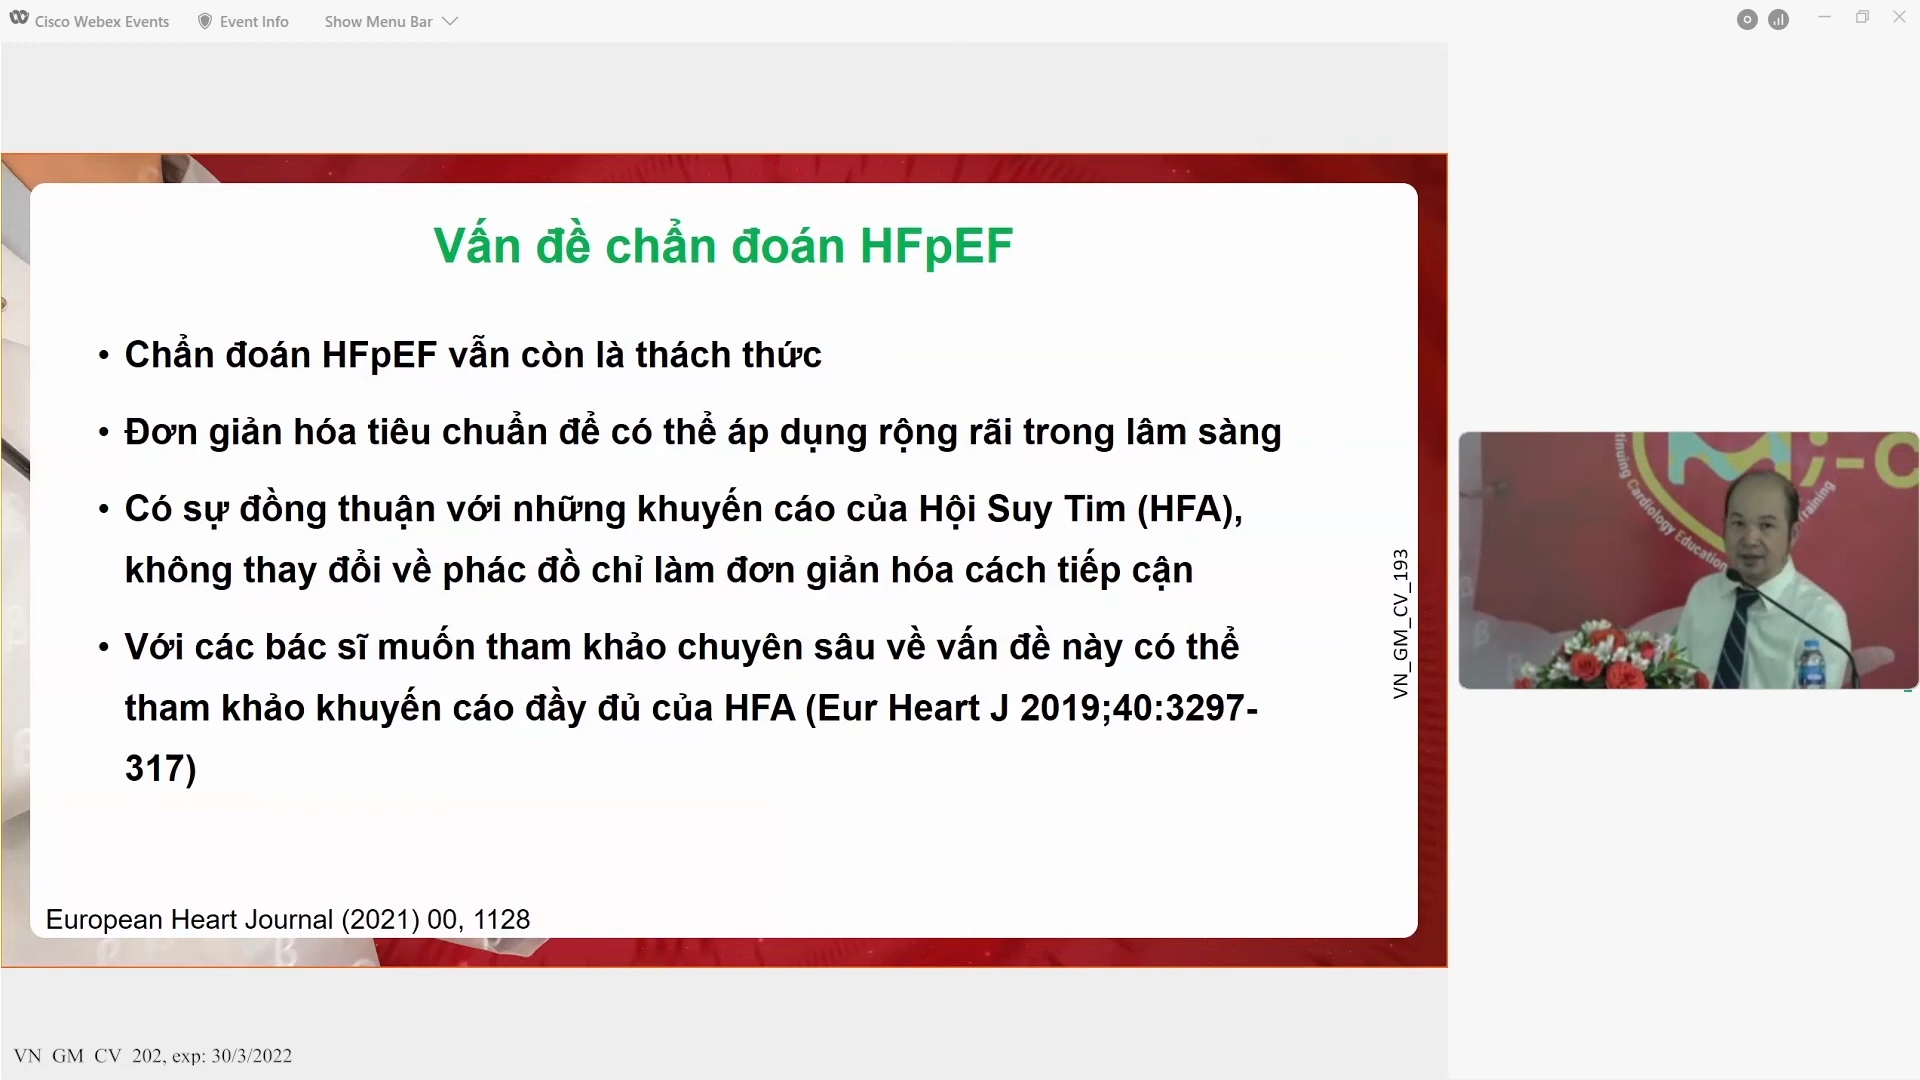 Cisco Webex Events
Event Info
Show Menu Bar
Vấn đề chẩn đoán HFpEF
• Chẩn đoán HFpEF vẫn còn là thách thức
• Đơn giản hóa tiêu chuẩn để có thể áp dụng rộng rãi trong lâm sàng
• Có sự đồng thuận với những khuyến cáo của Hội Suy Tim (HFA),
không thay đổi về phác đồ chỉ làm đơn giản hóa cách tiếp cận
• Với các bác sĩ muốn tham khảo chuyên sâu về vấn đề này có thể
tham khảo khuyến cáo đầy đủ của HFA (Eur Heart J 2019;40:3297-
317)
European Heart Journal (2021) 00, 1128
VN_GM_CV_193
tinuing Cardiology Education
raining
VN GM CV 202, exp: 30/3/2022